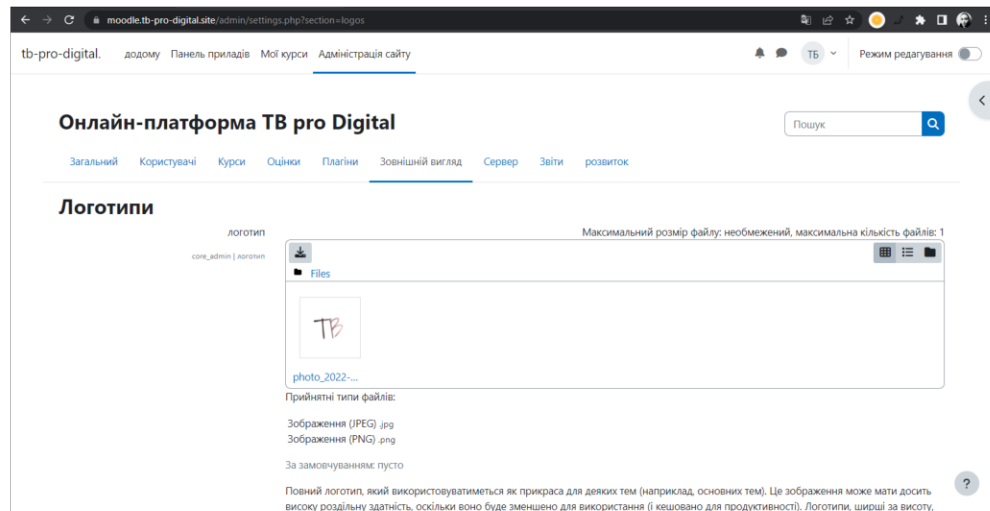 moodle.tb-pro-digital.site/admin/settings.php?section=logos
tb-pro-digital. додому Панель приладів Мої курси Адміністрація сайту ТБ Режим редагування
Онлайн-платформа TB pro Digital
Пошук
Загальний Користувачі Курси Оцінки Плагіни Зовнішній вигляд Сервер Звіти розвиток
Логотипи
логотип
Максимальний розмір файлу: необмежений, максимальна кількість файлів: 1
core_admin | логотип
Files
TB
photo_2022-...
Прийнятні типи файлів:
Зображення (JPEG) .jpg
Зображення (PNG) .png
За замовчуванням: пусто
Повний логотип, який використовуватиметься як прикраса для деяких тем (наприклад, основних тем). Це зображення може мати досить
високу роздільну здатність, оскільки воно буде зменшено для використання (і кешовано для продуктивності). Логотипи, ширші за висоту,
?